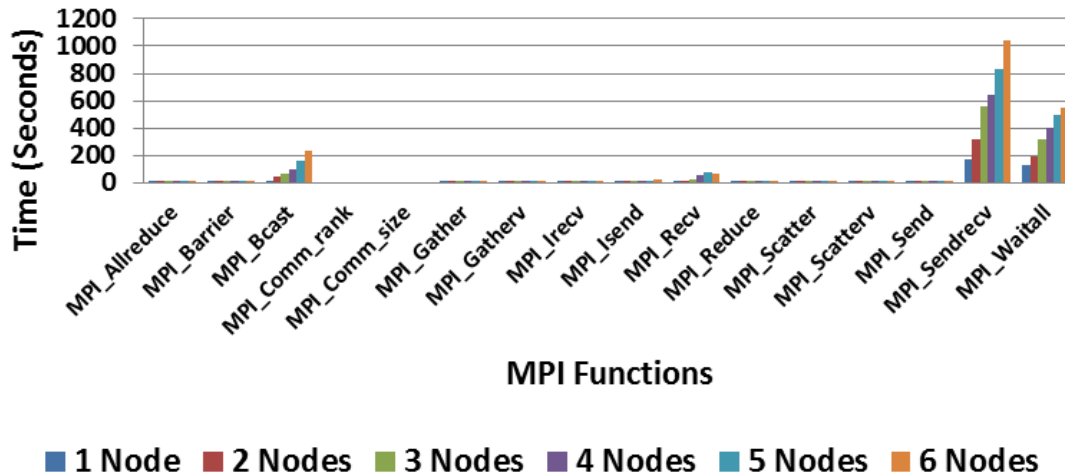 1200
1000
800
600
400
200
0
Time (Seconds)
MPI_Allreduce
MPI_Barrier
MPI_Bcast
MPI_Comm_rank
MPI_Comm_size
MPI_Gather
MPI_Gatherv
MPI_Irecv
MPI_Isend
MPI_Recv
MPI_Reduce
MPI_Scatter
MPI_Scatterv
MPI_Send
MPI_Sendrecv
MPI_Waitall
MPI Functions
1 Node 2 Nodes 3 Nodes 4 Nodes 5 Nodes 6 Nodes